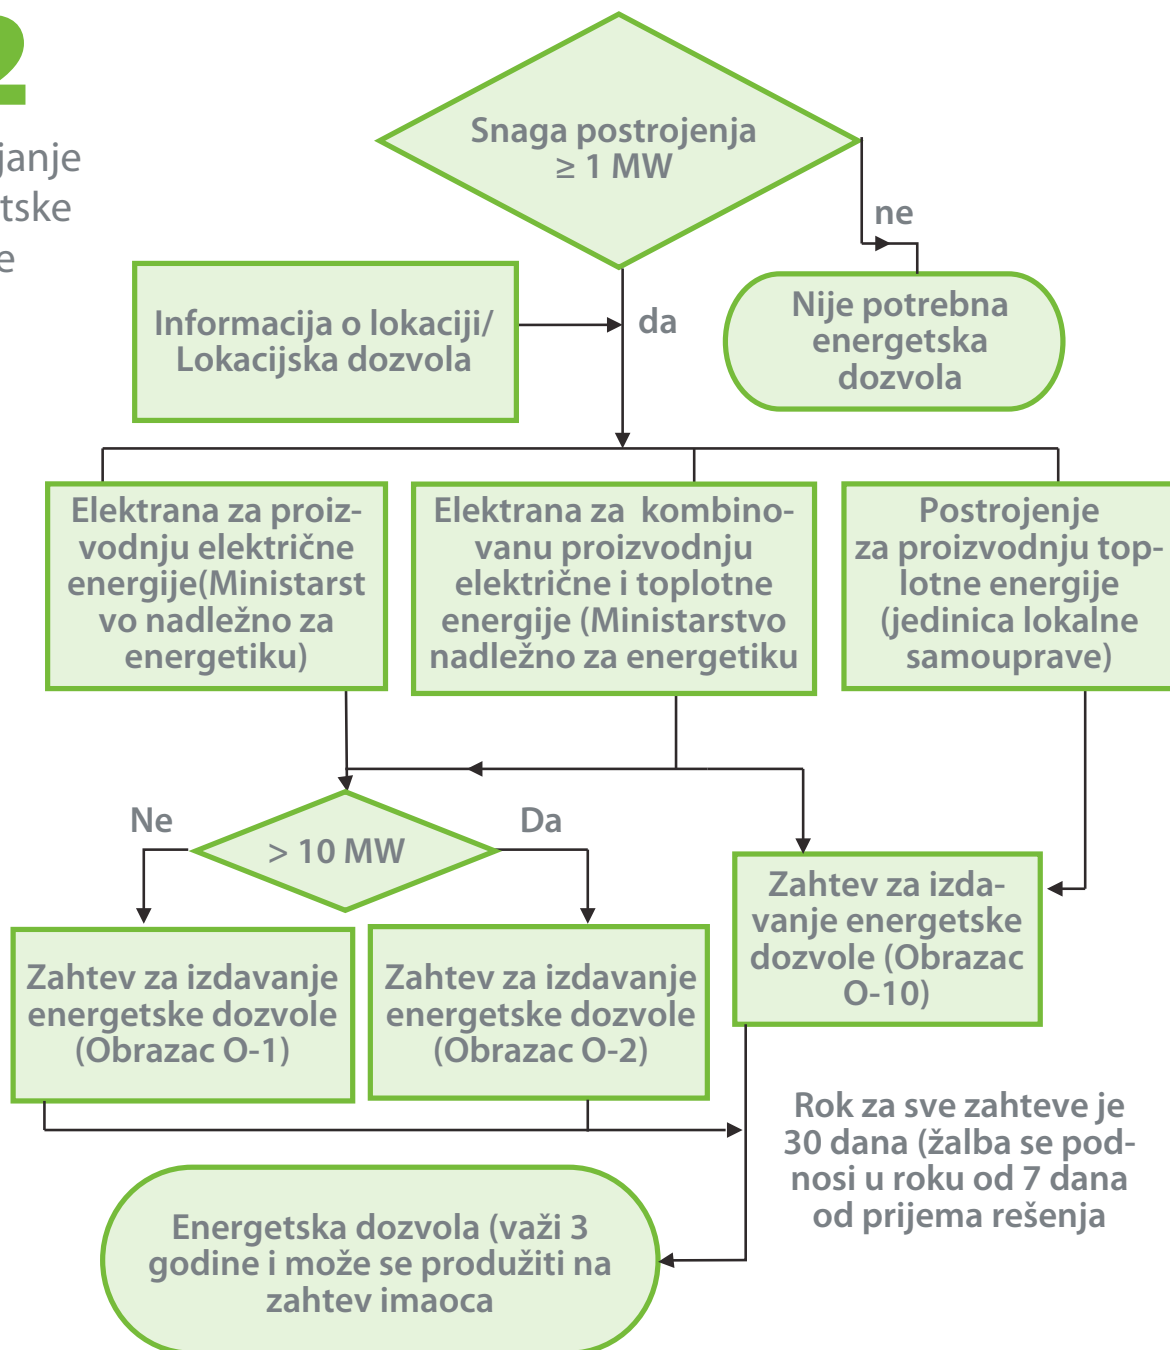 2
janje
tske
e
Snaga postrojenja
≥ 1 MW
ne
Nije potrebna
energetska
dozvola
Informacija o lokaciji/
Lokacijska dozvola
da
Elektrana za proiz-
vodnju električne
energije(Ministarst
vo nadležno za
energetiku)
Elektrana za kombino-
vanu proizvodnju
električne i toplotne
energije (Ministarstvo
nadležno za energetiku
Postrojenje
za proizvodnju top-
lotne energije
(jedinica lokalne
samouprave)
Ne
> 10 MW
Da
Zahtev za izdavanje
energetske dozvole
(Obrazac O-1)
Zahtev za izdavanje
energetske dozvole
(Obrazac O-2)
Zahtev za izda-
vanje energetske
dozvole (Obrazac
O-10)
Rok za sve zahteve je
30 dana (žalba se pod-
nosi u roku od 7 dana
od prijema rešenja
Energetska dozvola (važi 3
godine i može se produžiti na
zahtev imaoca